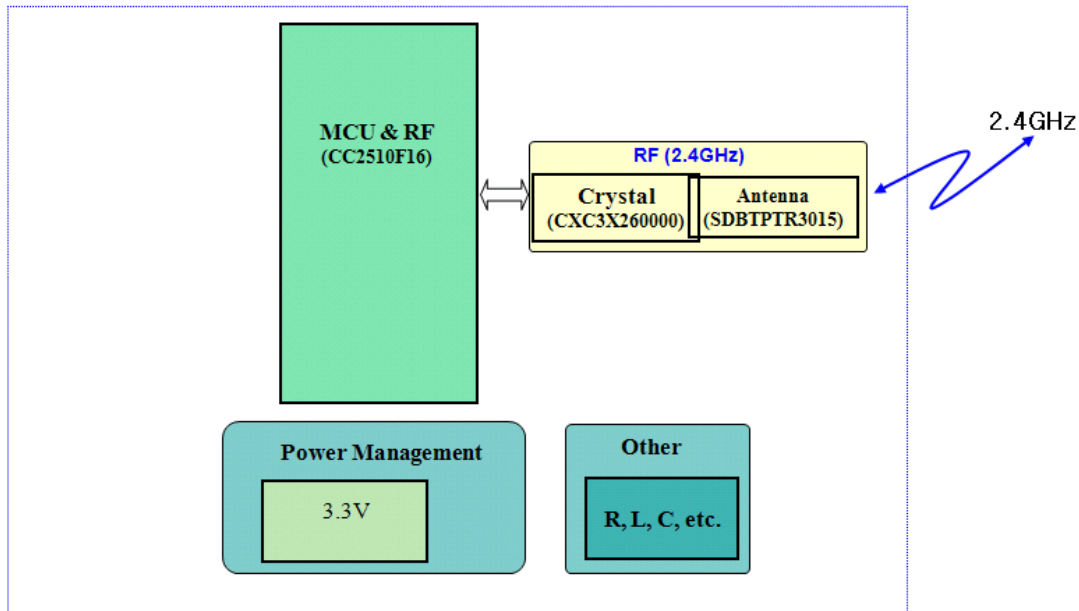 MCU & RF
(CC2510F16)
2.4GHz
RF (2.4GHz)
Crystal
(CXC3X260000)
Antenna
(SDBTPTR3015)
Power Management
3.3V
Other
R, L, C, etc.